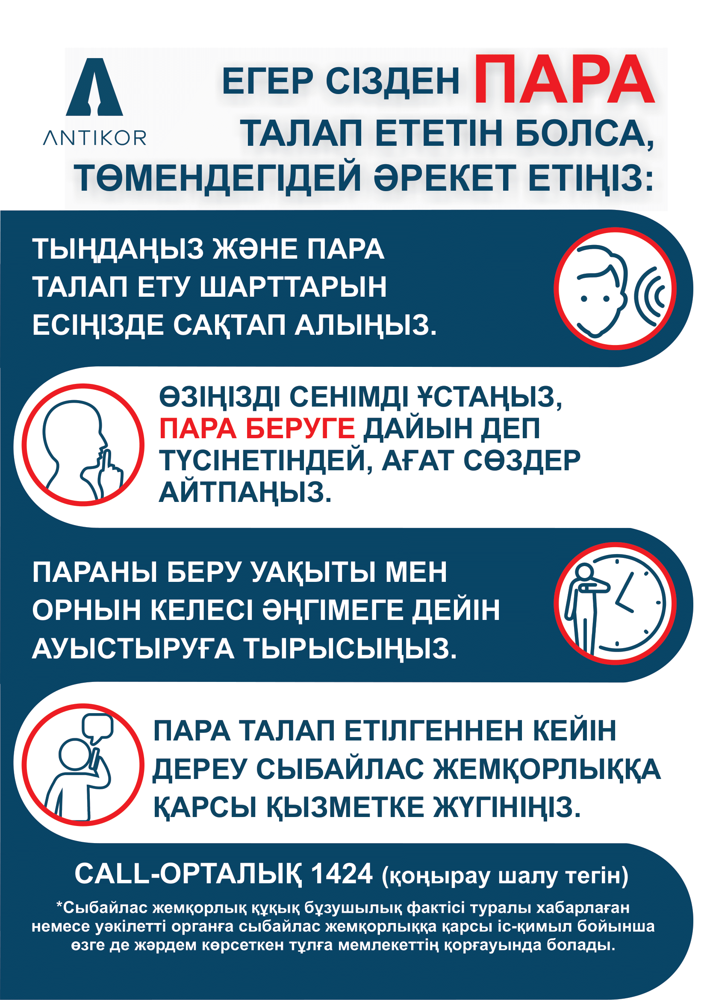 ANTIKOR
ЕГЕР СІЗДЕН ПАРА
ТАЛАП ЕТЕТІН БОЛСА,
ТӨМЕНДЕГІДЕЙ ӘРЕКЕТ ЕТІҢІЗ:
ТЫҢДАҢЫЗ ЖӘНЕ ПАРА
ТАЛАП ЕТУ ШАРТТАРЫН
ЕСІҢІЗДЕ САҚТАП АЛЫҢЫЗ.
ӨЗІҢІЗДІ СЕНІМДІ ҰСТАҢЫЗ,
ПАРА БЕРУГЕ ДАЙЫН ДЕП
ТҮСІНЕТІНДЕЙ, АҒАТ СӨЗДЕР
АЙТПАҢЫЗ.
ПАРАНЫ БЕРУ УАҚЫТЫ МЕН
ОРНЫН КЕЛЕСІ ӘҢГІМЕГЕ ДЕЙІН
АУЫСТЫРУҒА ТЫРЫСЫҢЫЗ.
ПАРА ТАЛАП ЕТІЛГЕННЕН КЕЙІН
ДЕРЕУ СЫБАЙЛАС ЖЕМҚОРЛЫҚҚА
ҚАРСЫ ҚЫЗМЕТКЕ ЖҮГІНІҢІЗ.
CALL-ОРТАЛЫҚ 1424 (қоңырау шалу тегін)
*Сыбайлас жемқорлық құқық бұзушылық фактісі туралы хабарлаған
немесе уәкілетті органға сыбайлас жемқорлыққа қарсы іс-қимыл бойынша
өзге де жәрдем көрсеткен тұлға мемлекеттің қорғауында болады.